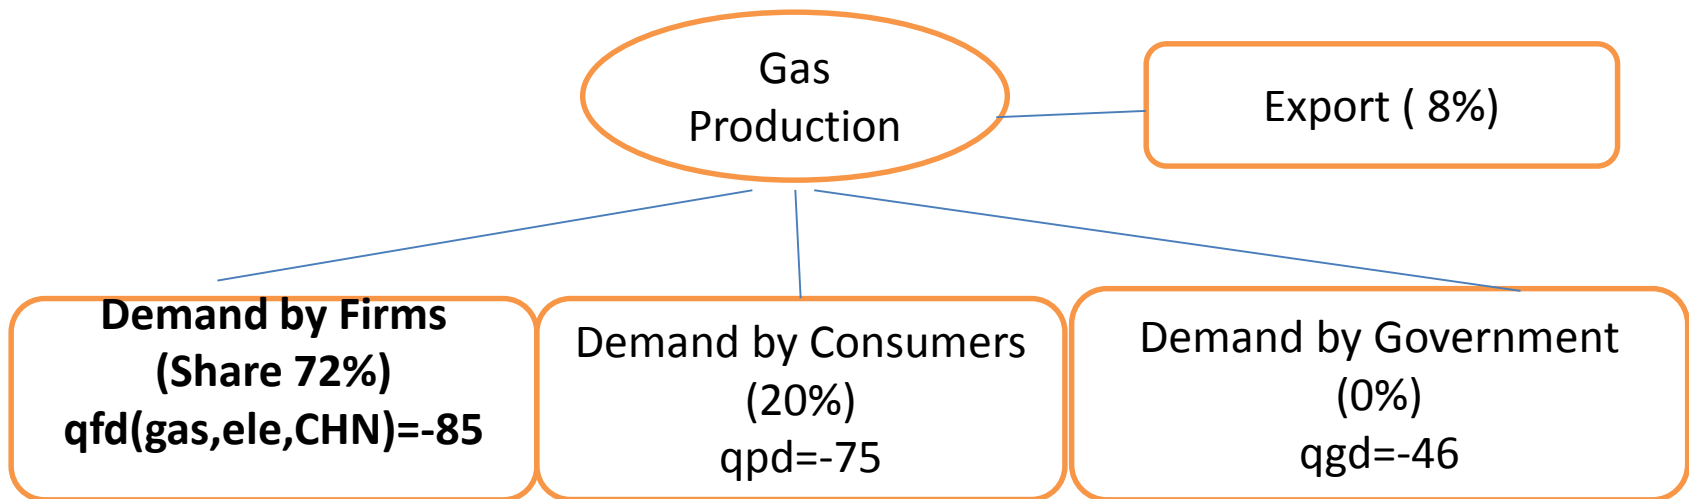 Gas
Production
Export ( 8%)
Demand by Firms
(Share 72%)
qfd(gas,ele,CHN)=-85
Demand by Consumers
(20%)
qpd=-75
Demand by Government
(0%)
qgd=-46